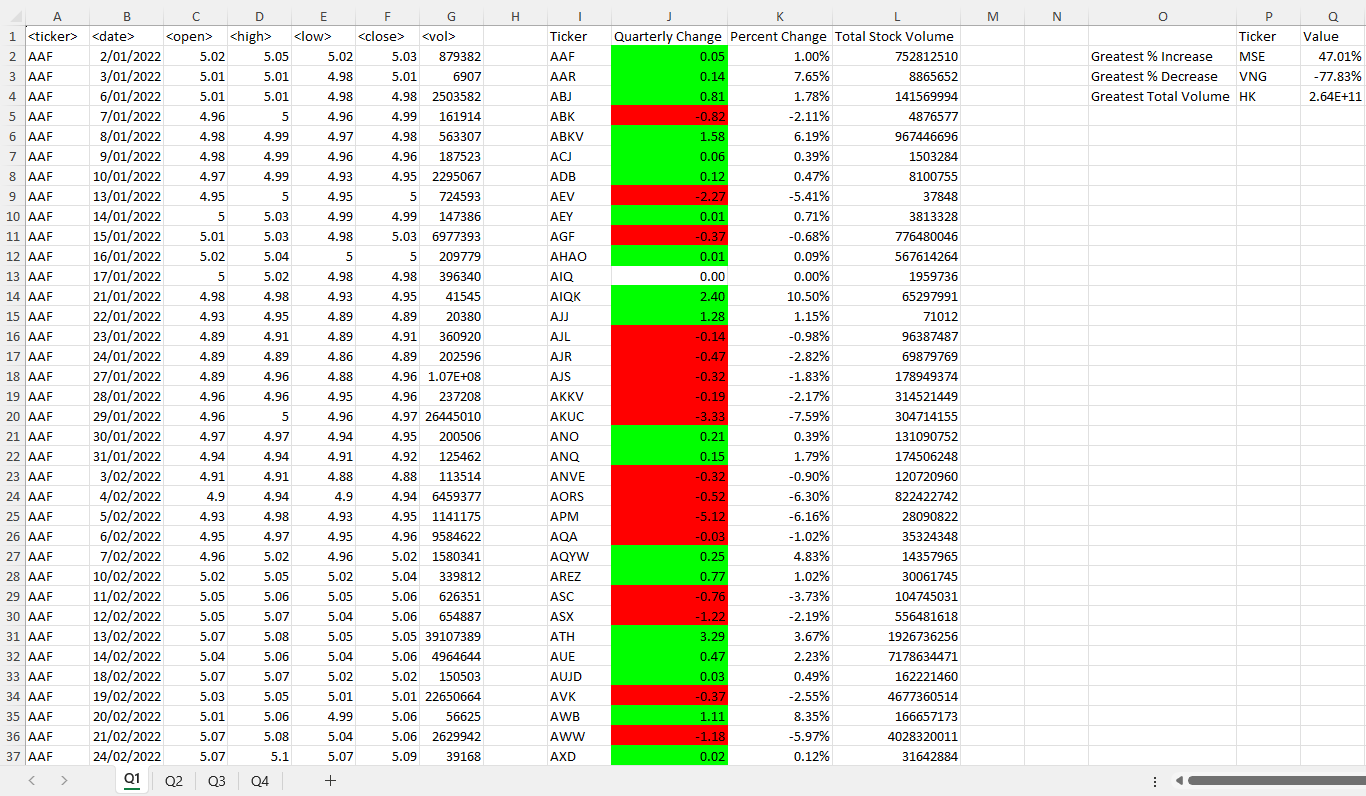 A B C D E F G H I J K L M N O P Q
1 <ticker> <date> <open> <high> <low> <close> <vol> Ticker Quarterly Change Percent Change Total Stock Volume Ticker Value
2 AAF 2/01/2022 5.02 5.05 5.02 5.03 879382 AAF 0.05 1.00% 752812510 Greatest % Increase MSE 47.01%
3 AAF 3/01/2022 5.01 5.01 4.98 5.01 6907 AAR 0.14 7.65% 8865652 Greatest % Decrease VNG -77.83%
4 AAF 6/01/2022 5.01 5.01 4.98 4.98 2503582 ABJ 0.81 1.78% 141569994 Greatest Total Volume HK 2.64E+11
5 AAF 7/01/2022 4.96 5 4.96 4.99 161914 ABK -0.82 -2.11% 4876577
6 AAF 8/01/2022 4.98 4.99 4.97 4.98 563307 ABKV 1.58 6.19% 967446696
7 AAF 9/01/2022 4.98 4.99 4.96 4.96 187523 ACJ 0.06 0.39% 1503284
8 AAF 10/01/2022 4.97 4.99 4.93 4.95 2295067 ADB 0.12 0.47% 8100755
9 AAF 13/01/2022 4.95 5 4.95 5 724593 AEV -2.27 -5.41% 37848
10 AAF 14/01/2022 5 5.03 4.99 4.99 147386 AEY 0.01 0.71% 3813328
11 AAF 15/01/2022 5.01 5.03 4.98 5.03 6977393 AGF -0.37 -0.68% 776480046
12 AAF 16/01/2022 5.02 5.04 5 5 209779 AHAO 0.01 0.09% 567614264
13 AAF 17/01/2022 5 5.02 4.98 4.98 396340 AIQ 0.00 0.00% 1959736
14 AAF 21/01/2022 4.98 4.98 4.93 4.95 41545 AIQK 2.40 10.50% 65297991
15 AAF 22/01/2022 4.93 4.95 4.89 4.89 20380 AJJ 1.28 1.15% 71012
16 AAF 23/01/2022 4.89 4.91 4.89 4.91 360920 AJL -0.14 -0.98% 96387487
17 AAF 24/01/2022 4.89 4.89 4.86 4.89 202596 AJR -0.47 -2.82% 69879769
18 AAF 27/01/2022 4.89 4.96 4.88 4.96 1.07E+08 AJS -0.32 -1.83% 178949374
19 AAF 28/01/2022 4.96 4.96 4.95 4.96 237208 AKKV -0.19 -2.17% 314521449
20 AAF 29/01/2022 4.96 5 4.96 4.97 26445010 AKUC -3.33 -7.59% 304714155
21 AAF 30/01/2022 4.97 4.97 4.94 4.95 200506 ANO 0.21 0.39% 131090752
22 AAF 31/01/2022 4.94 4.94 4.91 4.92 125462 ANQ 0.15 1.79% 174506248
23 AAF 3/02/2022 4.91 4.91 4.88 4.88 113514 ANVE -0.32 -0.90% 120720960
24 AAF 4/02/2022 4.9 4.94 4.9 4.94 6459377 AORS -0.52 -6.30% 822422742
25 AAF 5/02/2022 4.93 4.98 4.93 4.95 1141175 APM -5.12 -6.16% 28090822
26 AAF 6/02/2022 4.95 4.97 4.95 4.96 9584622 AQA -0.03 -1.02% 35324348
27 AAF 7/02/2022 4.96 5.02 4.96 5.02 1580341 AQYW 0.25 4.83% 14357965
28 AAF 10/02/2022 5.02 5.05 5.02 5.04 339812 AREZ 0.77 1.02% 30061745
29 AAF 11/02/2022 5.05 5.06 5.05 5.06 626351 ASC -0.76 -3.73% 104745031
30 AAF 12/02/2022 5.05 5.07 5.04 5.06 654887 ASX -1.22 -2.19% 556481618
31 AAF 13/02/2022 5.07 5.08 5.05 5.05 39107389 ATH 3.29 3.67% 1926736256
32 AAF 14/02/2022 5.04 5.06 5.04 5.06 4964644 AUE 0.47 2.23% 7178634471
33 AAF 18/02/2022 5.07 5.07 5.02 5.02 150503 AUJD 0.03 0.49% 162221460
34 AAF 19/02/2022 5.03 5.05 5.01 5.01 22650664 AVK -0.37 -2.55% 4677360514
35 AAF 20/02/2022 5.01 5.06 4.99 5.06 56625 AWB 1.11 8.35% 166657173
36 AAF 21/02/2022 5.07 5.08 5.04 5.06 2629942 AWW -1.18 -5.97% 4028320011
37 AAF 24/02/2022 5.07 5.1 5.07 5.09 39168 AXD 0.02 0.12% 31642884
Q1 Q2 Q3 Q4